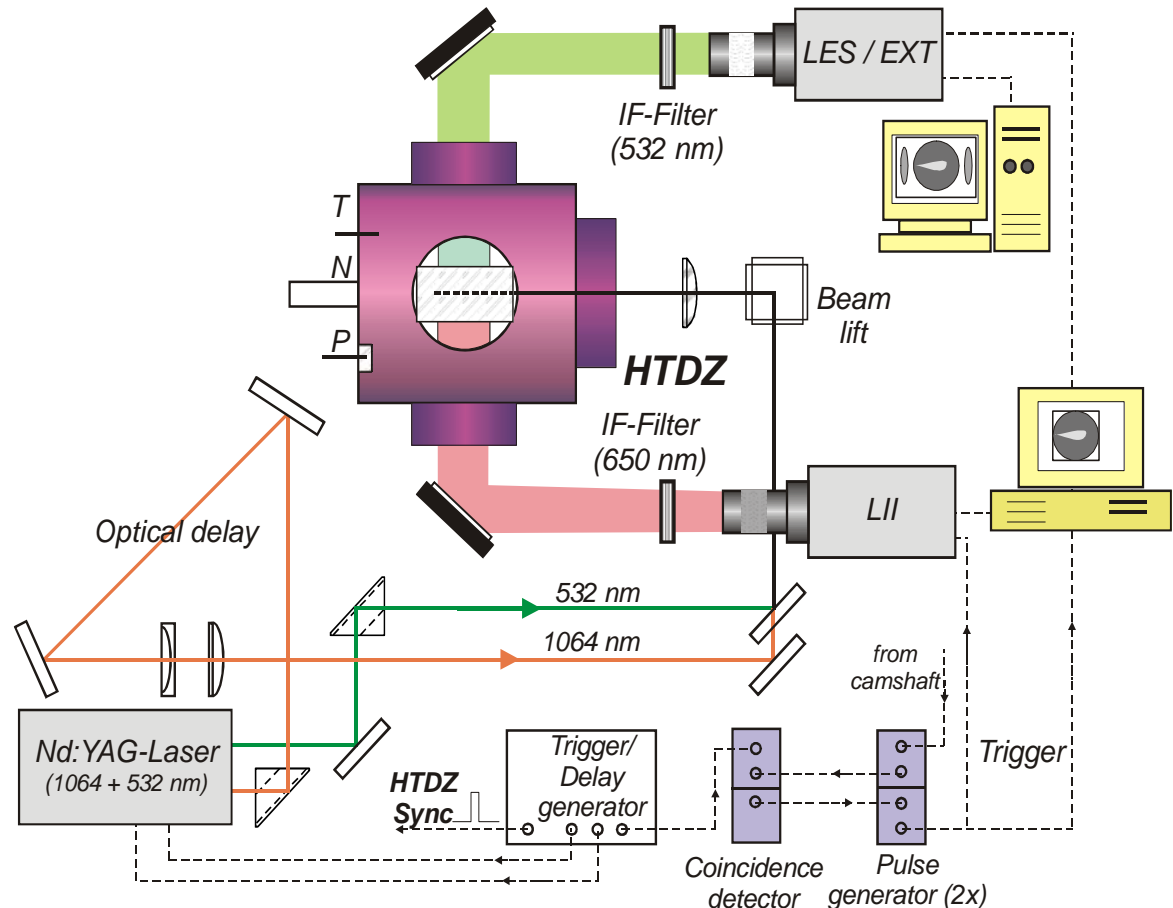 LES / EXT
IF-Filter
(532 nm)
T
N
P
Beam
lift
HTDZ
IF-Filter
(650 nm)
LII
Optical delay
532 nm
1064 nm
from
camshaft
Nd:YAG-Laser
(1064 + 532 nm)
Trigger/
Delay
generator
HTDZ
Sync
Trigger
Coincidence
detector
Pulse
generator (2x)